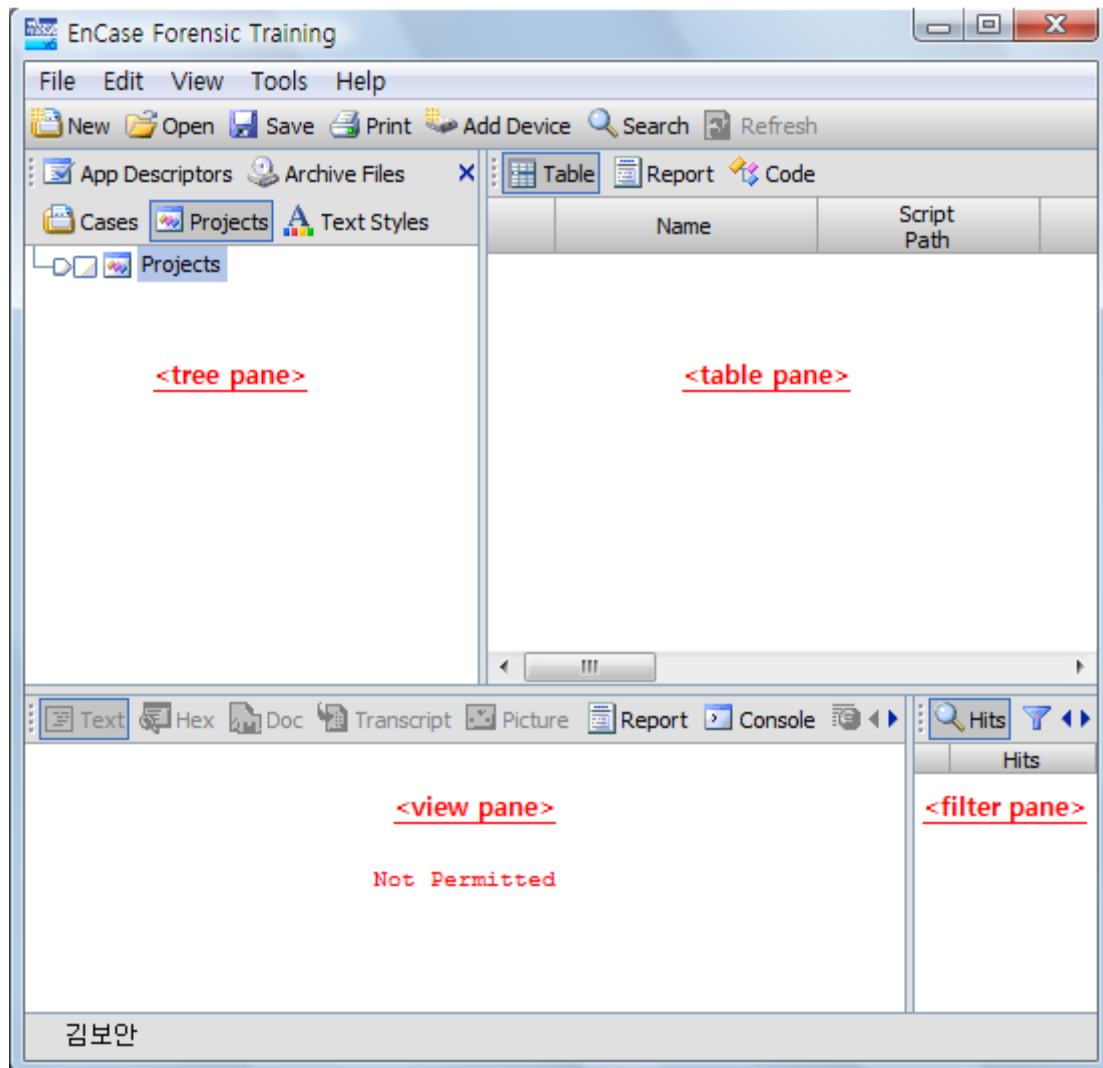 EnCase Forensic Training
File Edit View Tools Help
New Open Save Print Add Device Search Refresh
App Descriptors Archive Files
Cases Projects Text Styles
Projects
<tree pane>
Table Report Code
Name Script Path
<table pane>
Text Hex Doc Transcript Picture Report Console
<view pane>
Not Permitted
Hits
Hits
<filter pane>
김보안